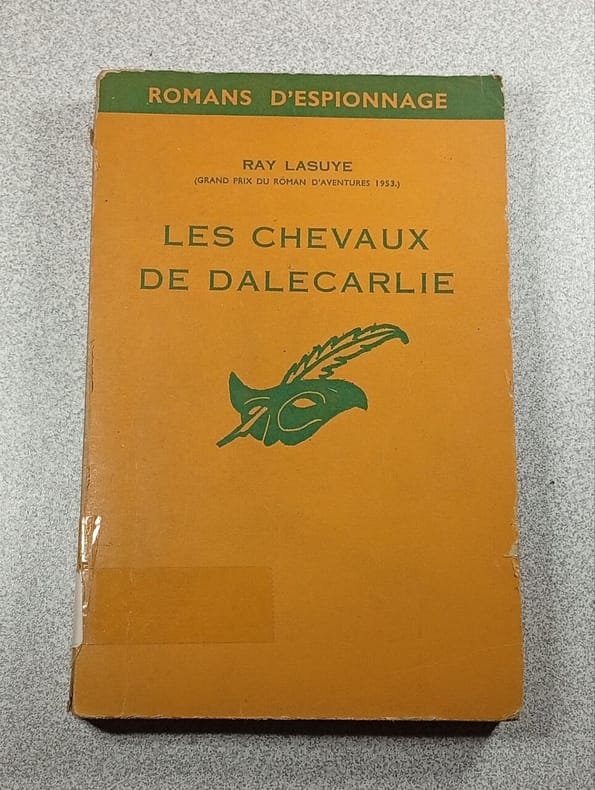 ROMANS D'ESPIONNAGE
RAY LASUYE
(GRAND PRIX DU ROMAN D'AVENTURES 1953.)
LES CHEVAUX
DE DALECARLIE